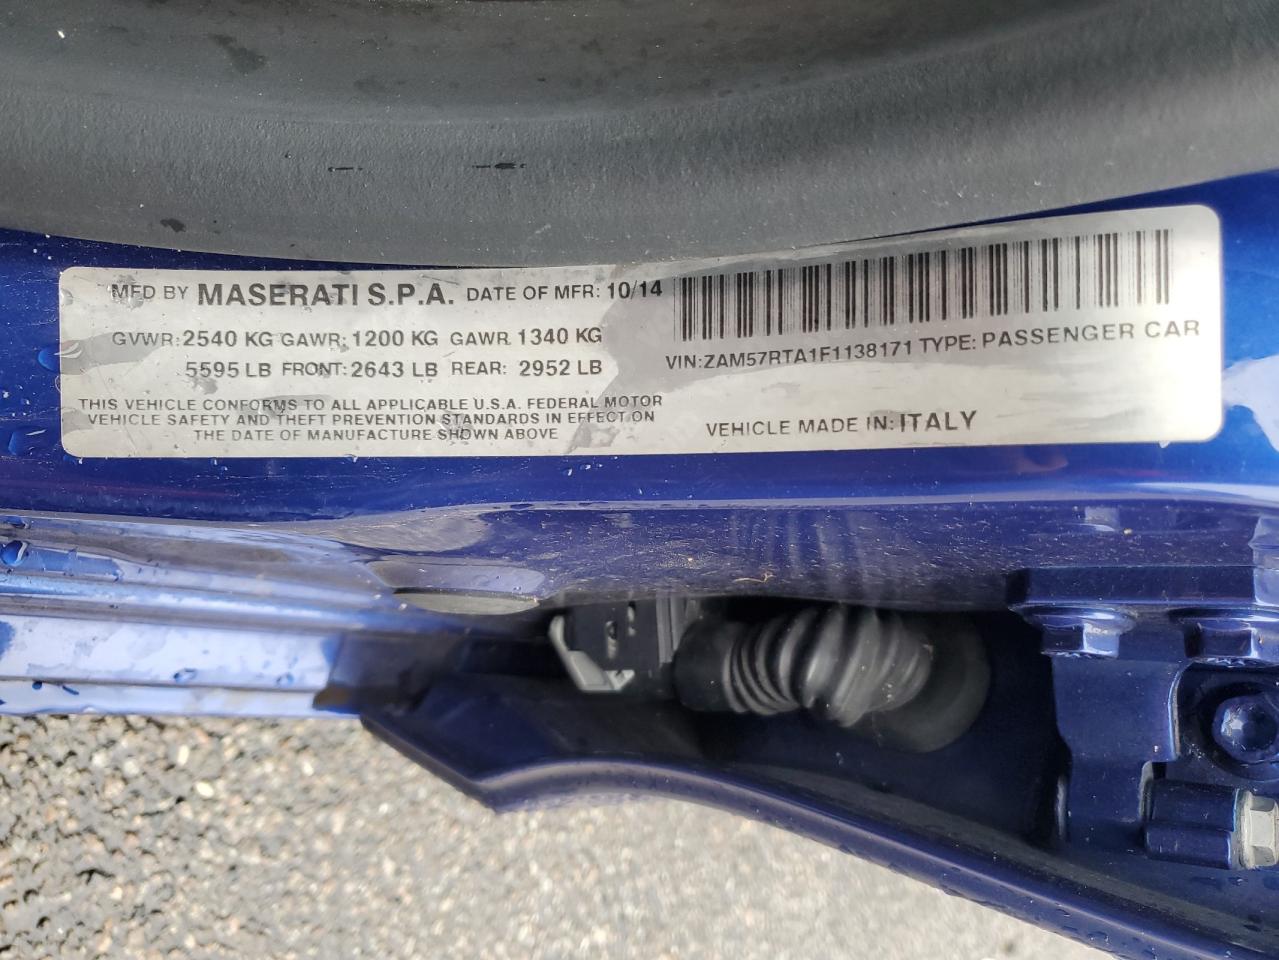 MFD BY MASERATI S.P.A. DATE OF MFR: 10/14
GVWR: 2540 KG GAWR: 1200 KG GAWR 1340 KG
5595 LB FRONT: 2643 LB REAR: 2952 LB
THIS VEHICLE CONFORMS TO ALL APPLICABLE U.S.A. FEDERAL MOTOR
VEHICLE SAFETY AND THEFT PREVENTION STANDARDS IN EFFECT ON
THE DATE OF MANUFACTURE SHOWN ABOVE
VIN: ZAM57RTA1F1138171 TYPE: PASSENGER CAR
VEHICLE MADE IN: ITALY